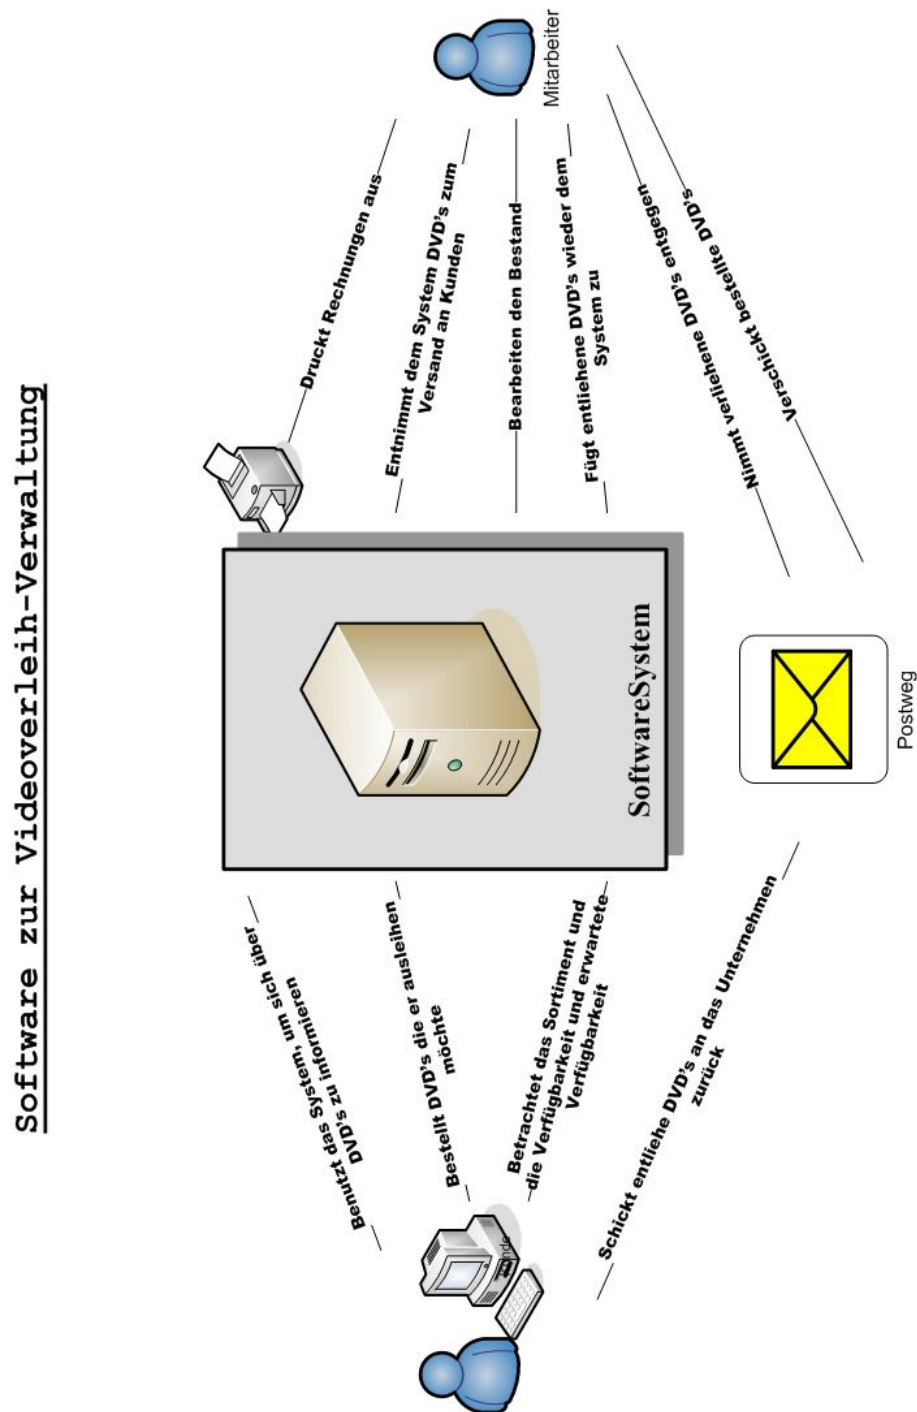 Software zur Videoverleih-Verwaltung
Benutzt das System, um sich über
DVD's zu informieren
Bestellt DVD's die er ausleihen
möchte
Betrachtet das Sortiment und
die Verfügbarkeit und erwartete
Verfügbarkeit
Schickt entliehe DVD's an das Unternehmen
zurück
SoftwareSystem
Postweg
Druckt Rechnungen aus
Entnimmt dem System DVD's zum
Versand an Kunden
Bearbeiten den Bestand
Fügt entliehene DVD's wieder dem
System zu
Nimmt verliehene DVD's entgegen
Verschickt bestellte DVD's
Mitarbeiter